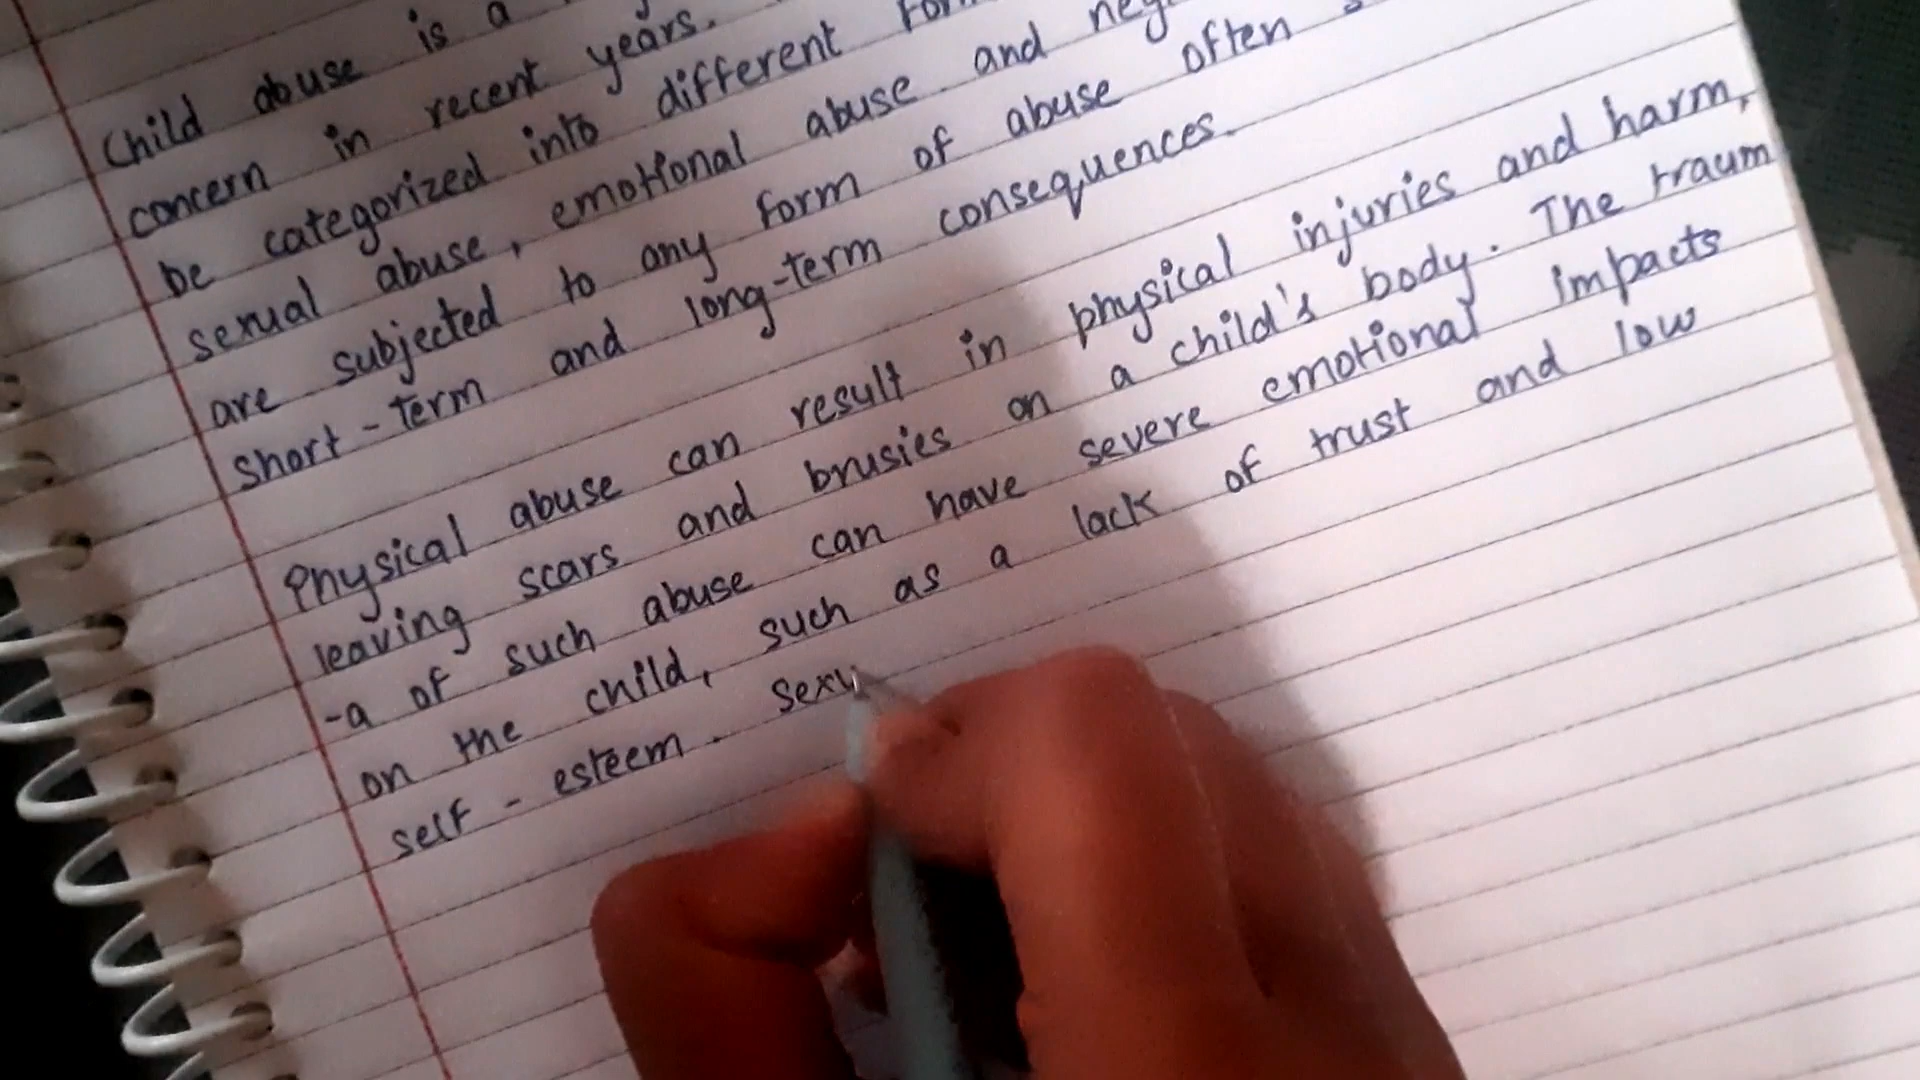 Child abuse is a
concern in recent years.
be categorized into different
sexual abuse, emotional abuse and
are subjected to any form of abuse often
short-term and long-term consequences.
Physical abuse can result in physical injuries and harm,
leaving scars and brusies on a child's body. The traum
-a of such abuse can have severe emotional impacts
on the child, such as a lack of trust and low
self-esteem. Sexu